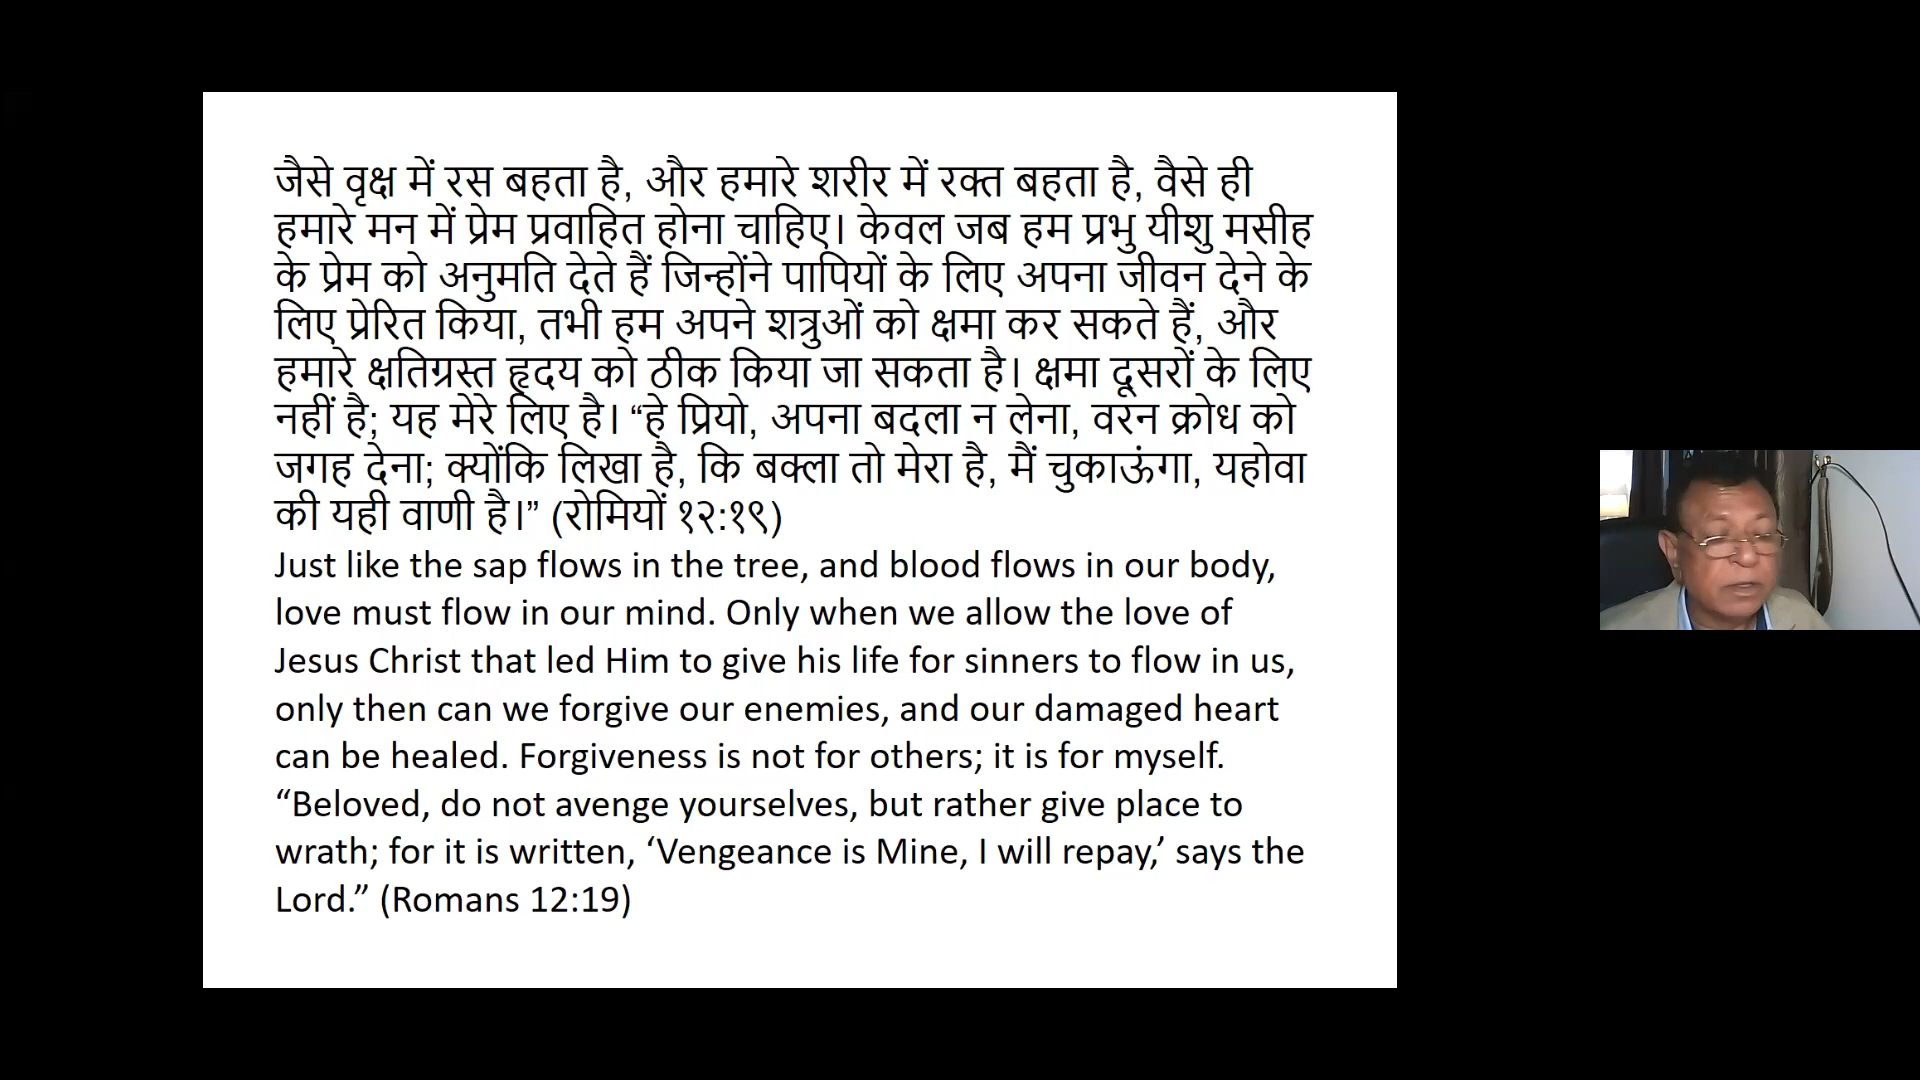 जैसे वृक्ष में रस बहता है, और हमारे शरीर में रक्त बहता है, वैसे ही
हमारे मन में प्रेम प्रवाहित होना चाहिए। केवल जब हम प्रभु यीशु मसीह
के प्रेम को अनुमति देते हैं जिन्होंने पापियों के लिए अपना जीवन देने के
लिए प्रेरित किया, तभी हम अपने शत्रुओं को क्षमा कर सकते हैं, और
हमारे क्षतिग्रस्त हृदय को ठीक किया जा सकता है। क्षमा दूसरों के लिए
नहीं है; यह मेरे लिए है। “हे प्रियो, अपना बदला न लेना, वरन क्रोध को
जगह देना; क्योंकि लिखा है, कि बक्ला तो मेरा है, मैं चुकाऊंगा, यहोवा
की यही वाणी है।” (रोमियों १२:१९)
Just like the sap flows in the tree, and blood flows in our body,
love must flow in our mind. Only when we allow the love of
Jesus Christ that led Him to give his life for sinners to flow in us,
only then can we forgive our enemies, and our damaged heart
can be healed. Forgiveness is not for others; it is for myself.
“Beloved, do not avenge yourselves, but rather give place to
wrath; for it is written, ‘Vengeance is Mine, I will repay,’ says the
Lord.” (Romans 12:19)